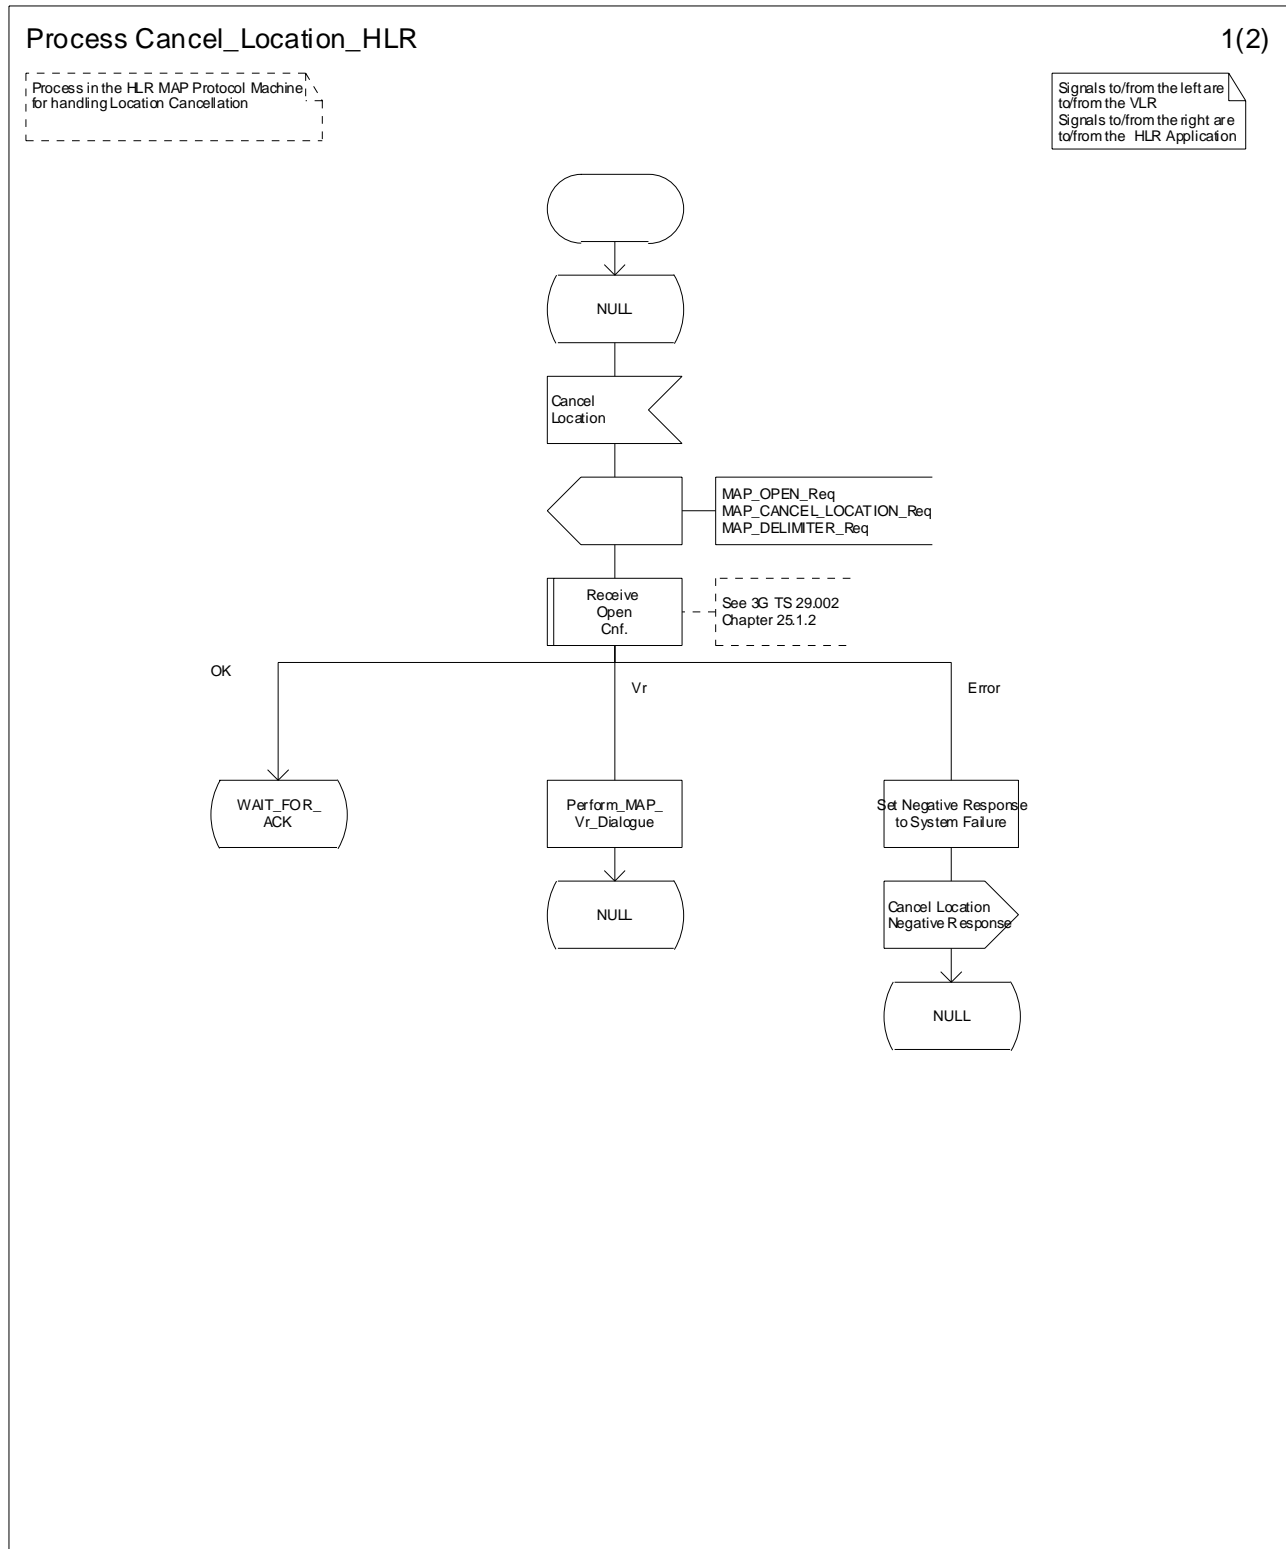 Process Cancel_Location_HLR
1(2)
Process in the HLR MAP Protocol Machine
for handling Location Cancellation
Signals to/from the left are
to/from the VLR
Signals to/from the right are
to/from the HLR Application
NULL
Cancel
Location
MAP_OPEN_Req
MAP_CANCEL_LOCATION_Req
MAP_DELIMITER_Req
Receive
Open
Cnf.
See 3G TS 29.002
Chapter 25.1.2
OK
Vr
Error
WAIT_FOR_
ACK
Perform_MAP_
Vr_Dialogue
Set Negative Response
to System Failure
NULL
Cancel Location
Negative Response
NULL